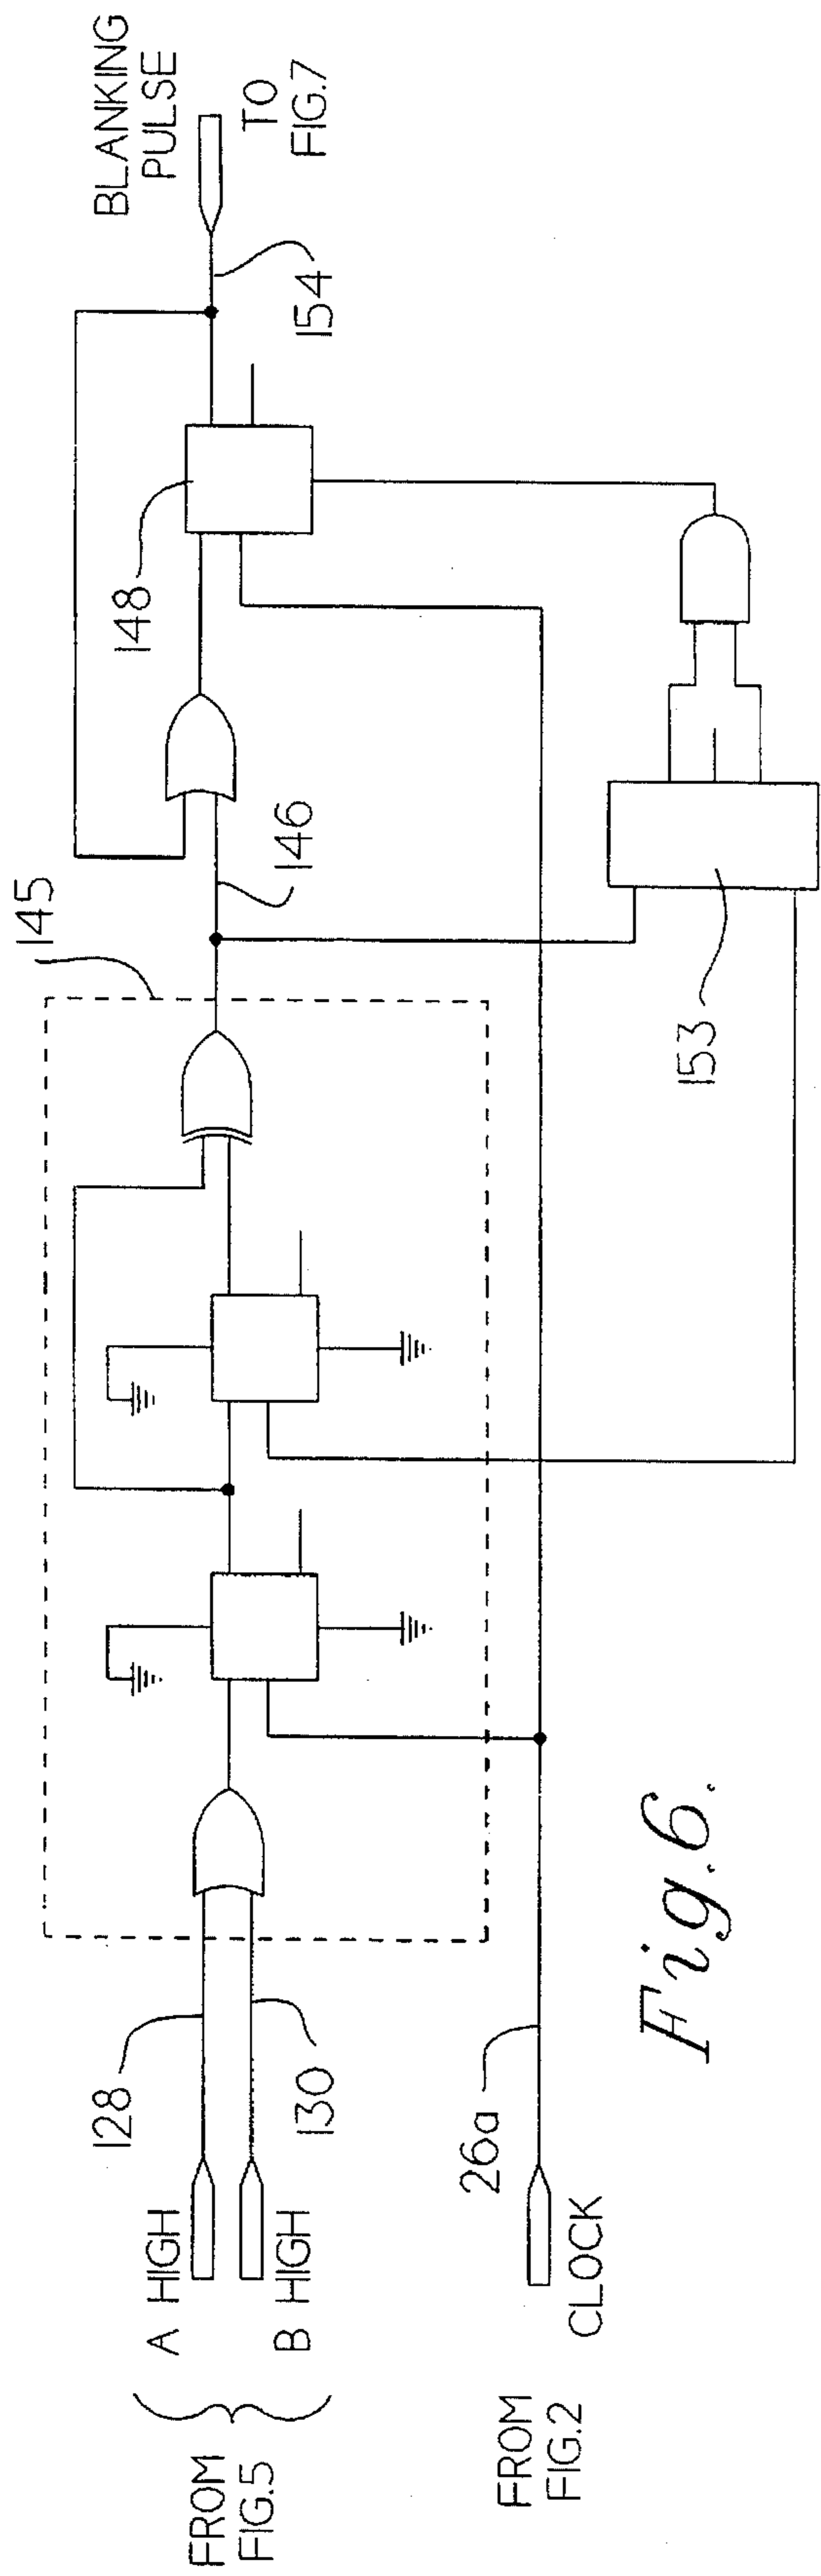 FROM
FIG.5
A HIGH
B HIGH
128
130
FROM
FIG.2
CLOCK
26a
145
146
148
153
154
BLANKING
PULSE
TO
FIG.7
Fig.6.